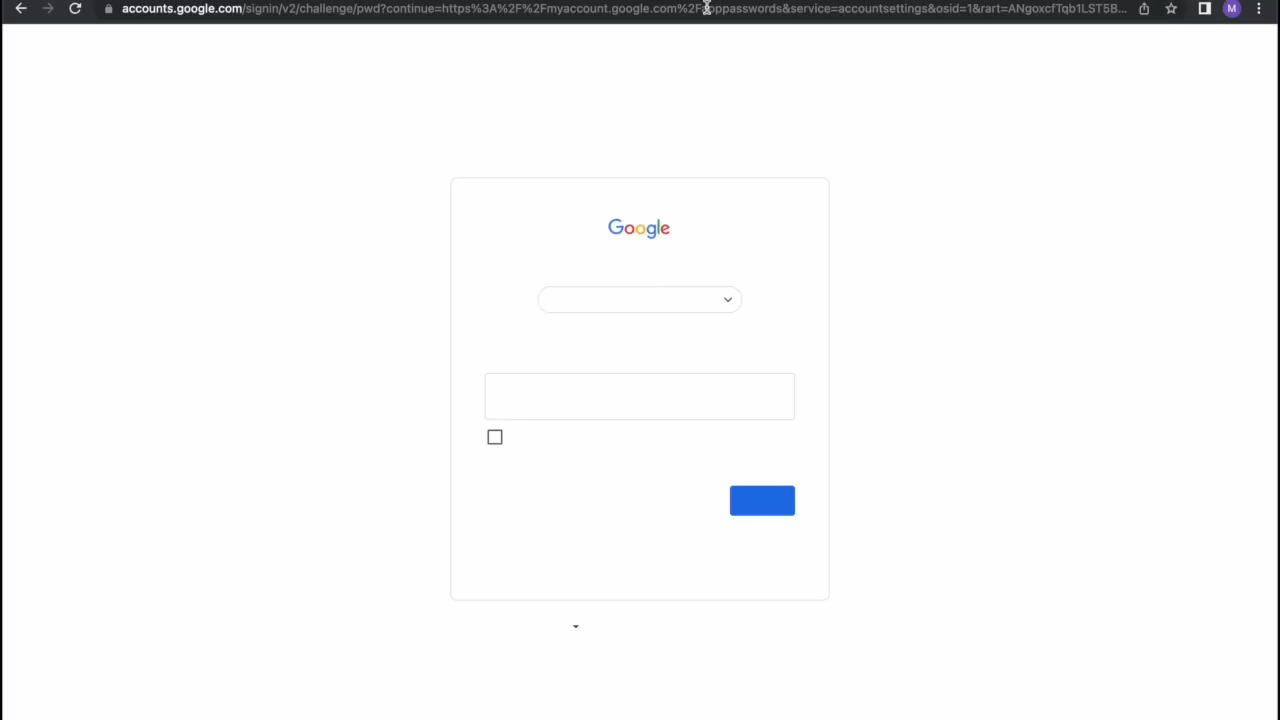 accounts.google.com/signin/v2/challenge/pwd?continue=https%3A%2F%2Fmyaccount.google.com%2Fapppasswords&service=accountsettings&osid=1&rart=ANgoxcfTqb1LST5B...
M
Google